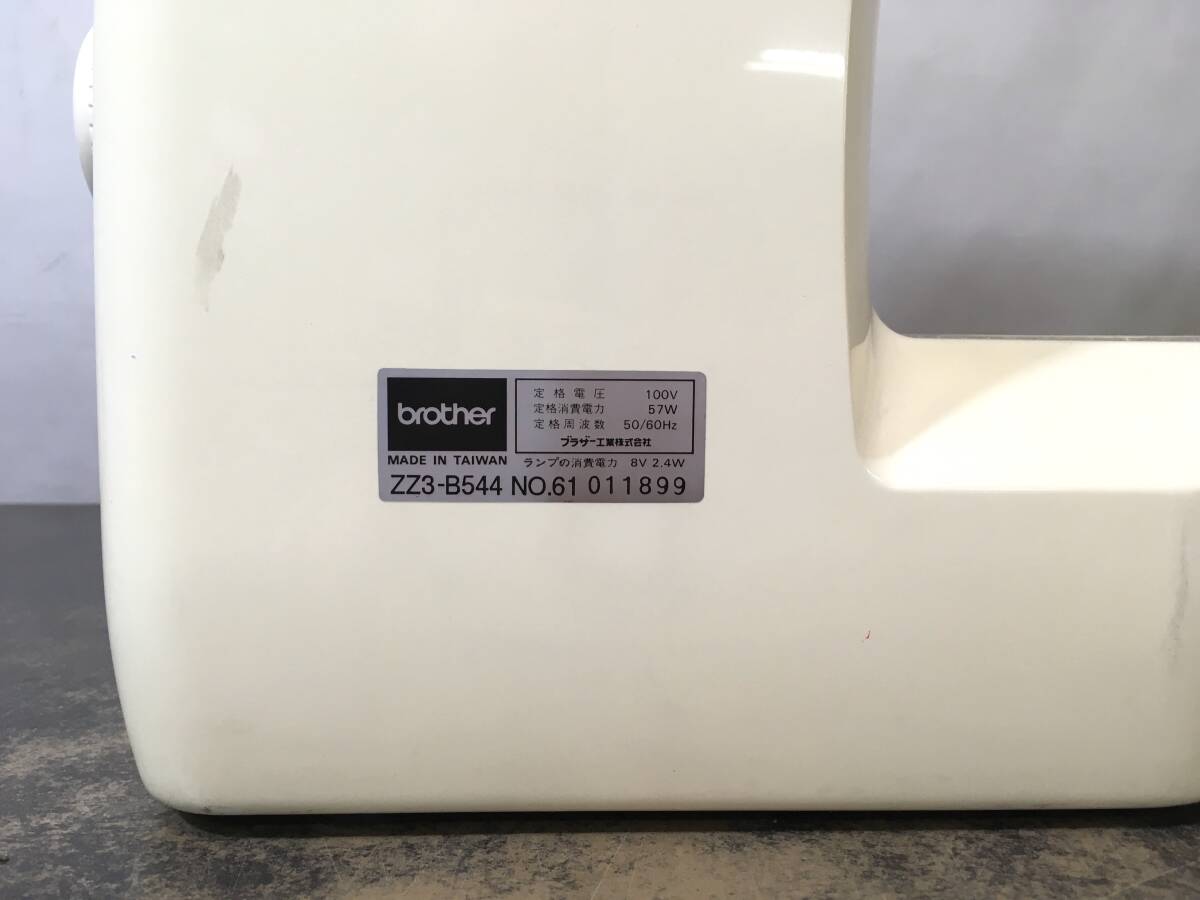 brother
定格電圧 100V
定格消費電力 57W
定格周波数 50/60Hz
ブラザー工業株式会社
MADE IN TAIWAN ランプの消費電力 8V 2.4W
ZZ3-B544 NO.61 011899